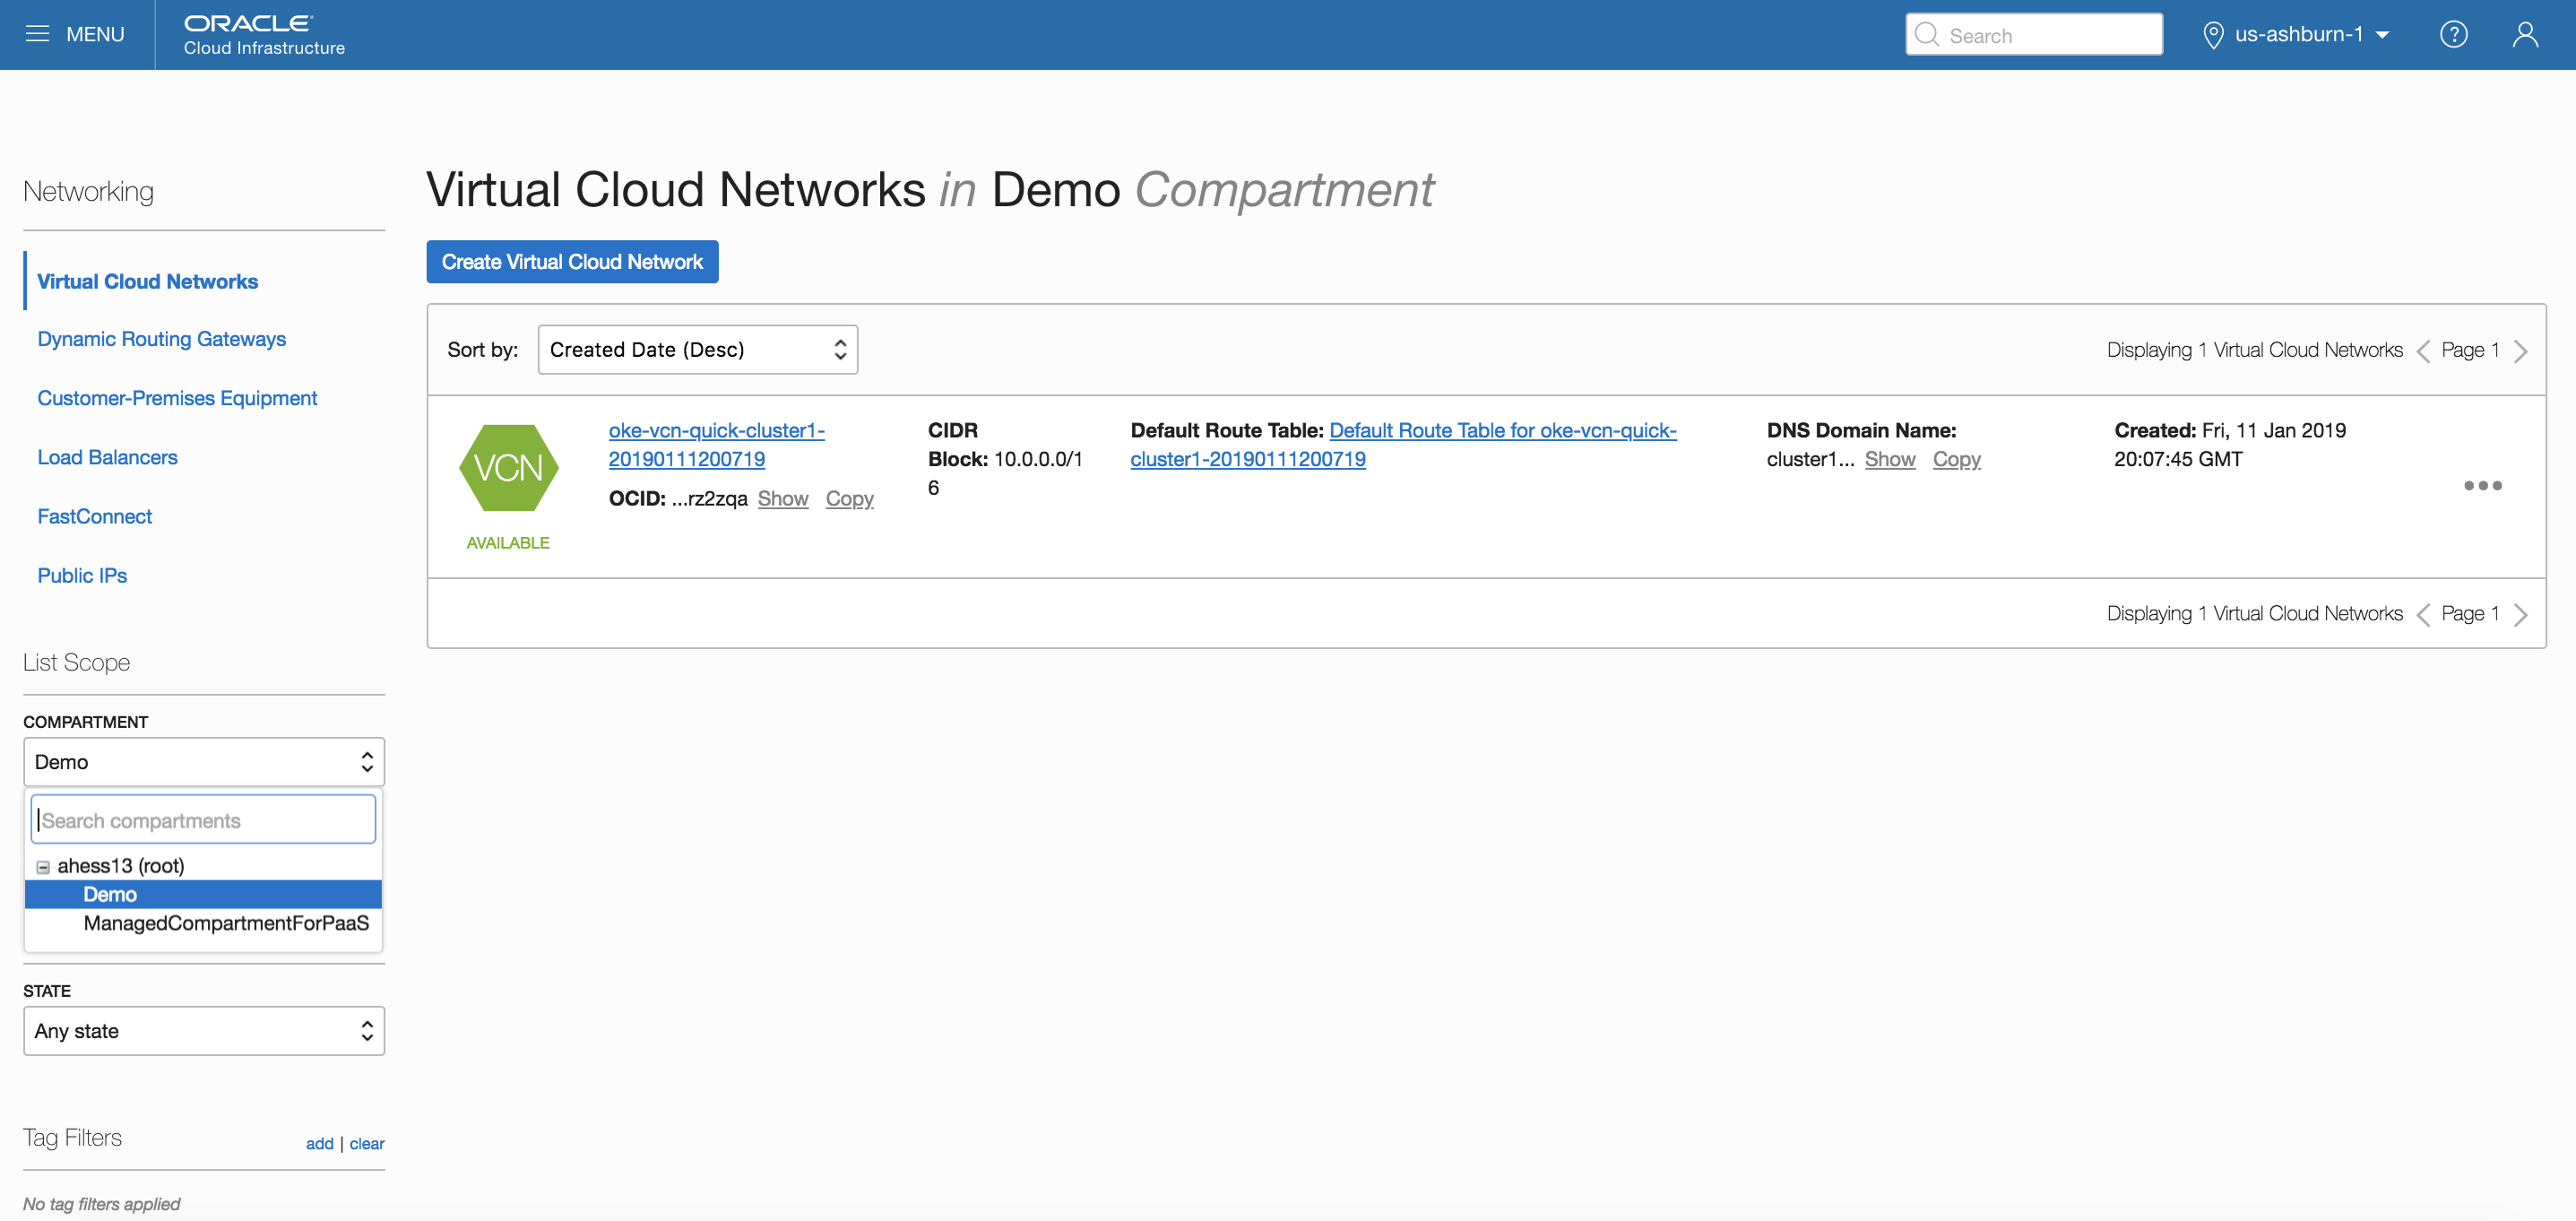 MENU
ORACLE
Cloud Infrastructure
Search
us-ashburn-1
?
Networking
Virtual Cloud Networks
Dynamic Routing Gateways
Customer-Premises Equipment
Load Balancers
FastConnect
Public IPs
List Scope
COMPARTMENT
Demo
Search compartments
ahess13 (root)
Demo
ManagedCompartmentForPaaS
STATE
Any state
Tag Filters
add | clear
No tag filters applied
Virtual Cloud Networks in Demo Compartment
Create Virtual Cloud Network
Sort by: Created Date (Desc)
Displaying 1 Virtual Cloud Networks < Page 1 >
VCN
AVAILABLE
oke-vcn-quick-cluster1-
20190111200719
OCID: ...rz2zqa Show Copy
CIDR
Block: 10.0.0.0/1
6
Default Route Table: Default Route Table for oke-vcn-quick-
cluster1-20190111200719
DNS Domain Name:
cluster1... Show Copy
Created: Fri, 11 Jan 2019
20:07:45 GMT
Displaying 1 Virtual Cloud Networks < Page 1 >